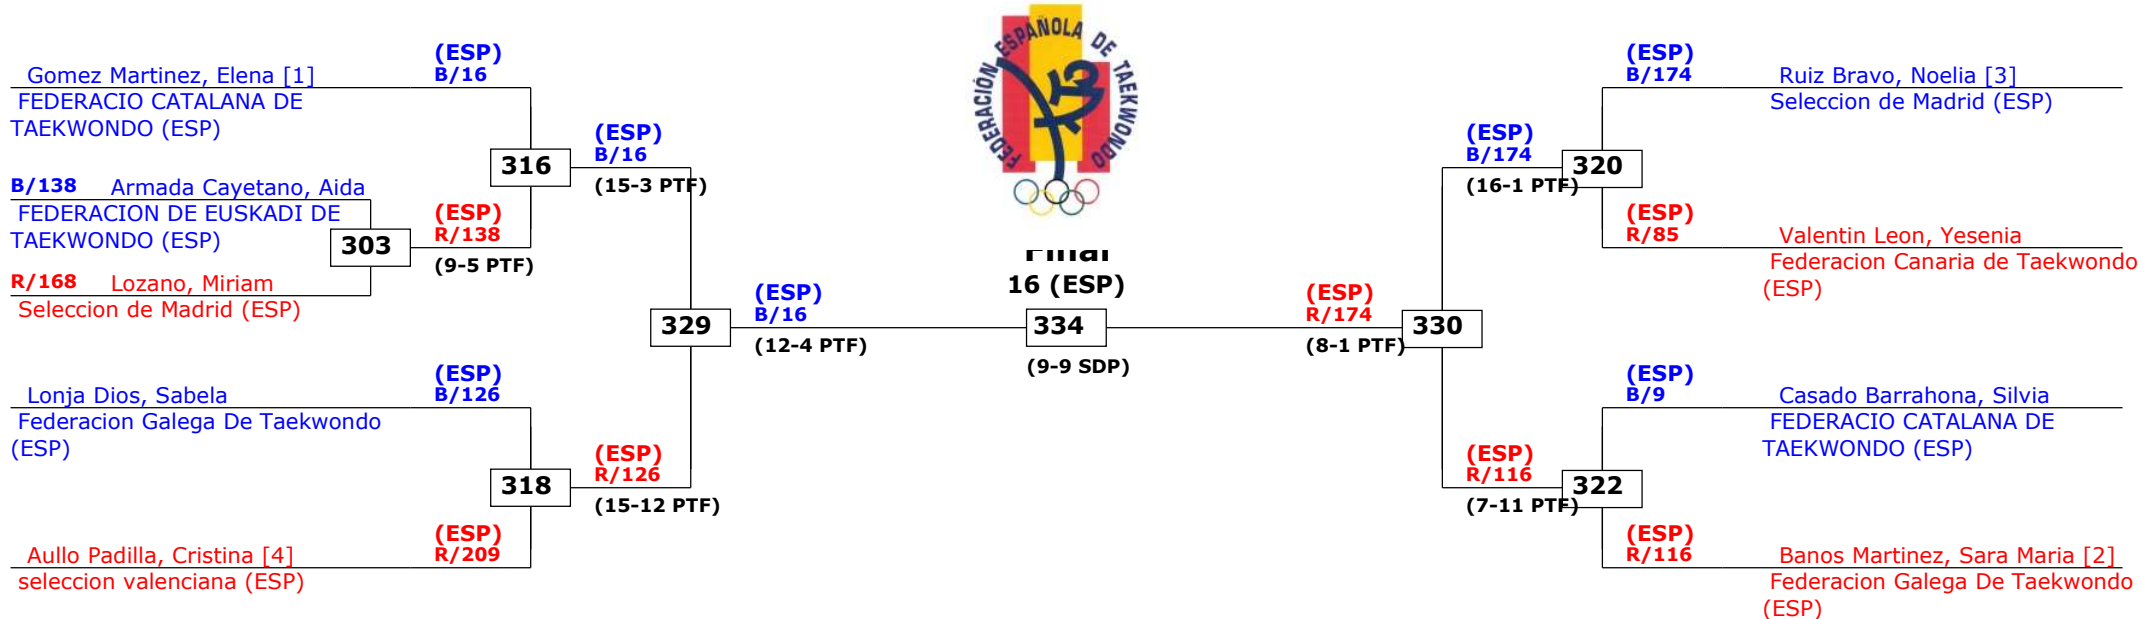 (ESP)
B/16
Gomez Martinez, Elena [1]
FEDERACIO CATALANA DE
TAEKWONDO (ESP)
316
(ESP)
B/16
(15-3 PTF)
B/138 Armada Cayetano, Aida
FEDERACION DE EUSKADI DE
TAEKWONDO (ESP)
303
(ESP)
R/138
(9-5 PTF)
R/168 Lozano, Miriam
Seleccion de Madrid (ESP)
329
(ESP)
B/16
(12-4 PTF)
(ESP)
B/126
Lonja Dios, Sabela
Federacion Galega De Taekwondo
(ESP)
318
(ESP)
R/126
(15-12 PTF)
(ESP)
R/209
Aullo Padilla, Cristina [4]
seleccion valenciana (ESP)
FEDERACIÓN ESPAÑOLA DE TAEKWONDO
Final
16 (ESP)
334
(9-9 SDP)
(ESP)
R/174
(8-1 PTF)
330
(ESP)
B/174
(16-1 PTF)
320
(ESP)
B/174
Ruiz Bravo, Noelia [3]
Seleccion de Madrid (ESP)
(ESP)
R/85
Valentin Leon, Yesenia
Federacion Canaria de Taekwondo
(ESP)
(ESP)
R/116
(7-11 PTF)
322
(ESP)
B/9
Casado Barrahona, Silvia
FEDERACIO CATALANA DE
TAEKWONDO (ESP)
(ESP)
R/116
Banos Martinez, Sara Maria [2]
Federacion Galega De Taekwondo
(ESP)